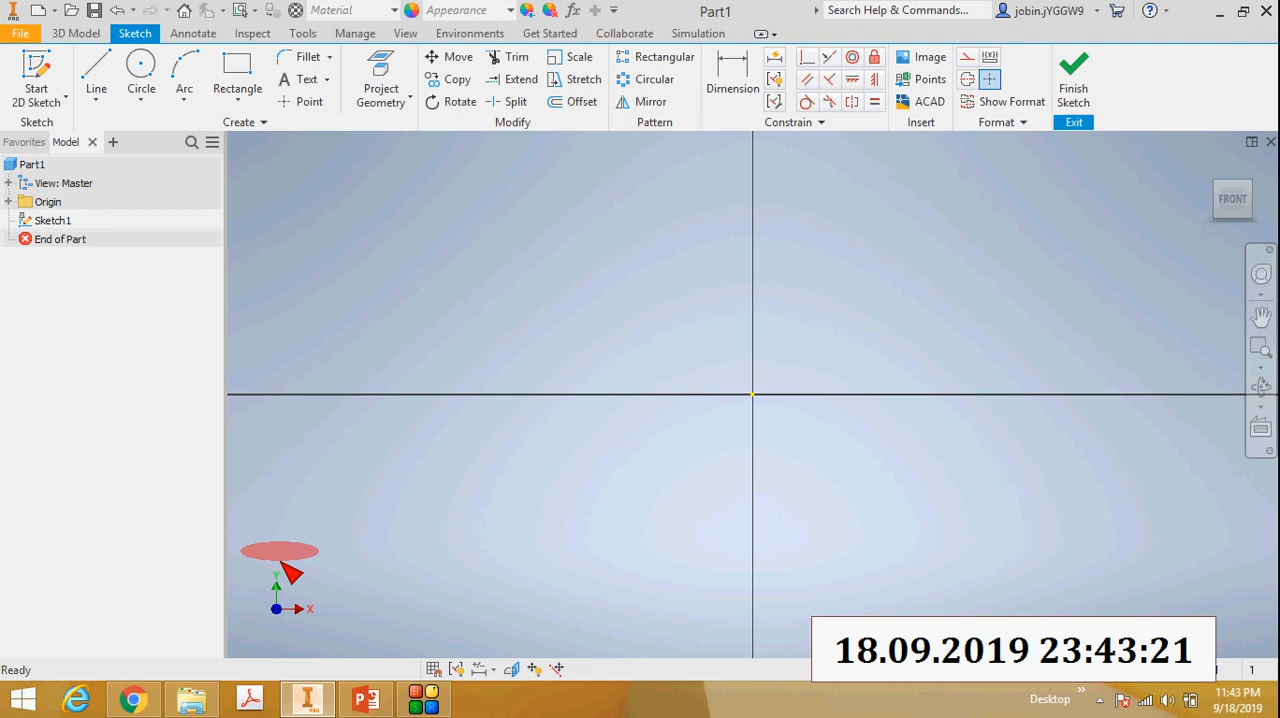 Material
Appearance
Part1
Search Help & Commands...
jobin.jYGGW9
PRO
File
3D Model
Sketch
Annotate
Inspect
Tools
Manage
View
Environments
Get Started
Collaborate
Simulation
Start
2D Sketch
Line
Circle
Arc
Rectangle
Fillet
Text
Point
Project
Geometry
Move
Copy
Rotate
Trim
Extend
Split
Scale
Stretch
Offset
Rectangular
Circular
Mirror
Dimension
Image
Points
ACAD
Show Format
Finish
Sketch
Sketch
Create
Modify
Pattern
Constrain
Insert
Format
Exit
Favorites
Model
Part1
View: Master
Origin
Sketch1
End of Part
FRONT
Y
X
18.09.2019 23:43:21
Ready
1
Desktop
11:43 PM
9/18/2019